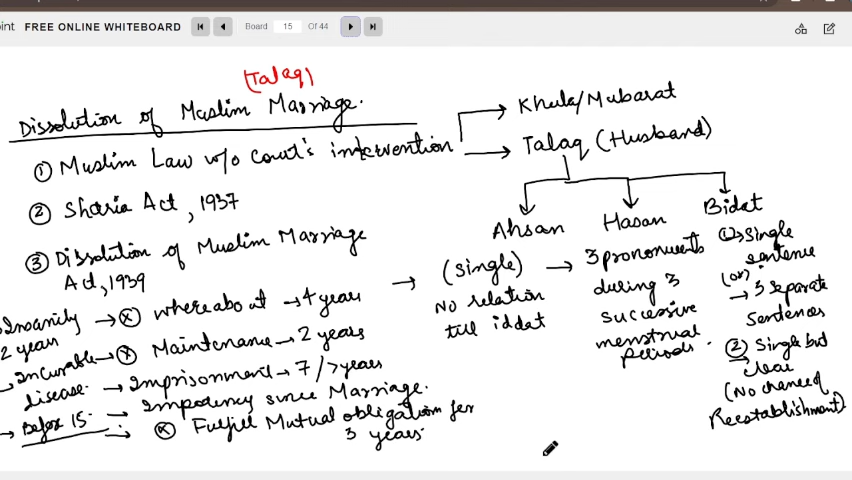 oint FREE ONLINE WHITEBOARD Board 15 Of 44
(Talaq)
Dissolution of Muslim Marriage.
① Muslim Law w/o court's intervention
② Sharia Act, 1937
③ Dissolution of Muslim Marriage
Act, 1939
Insanity
2 years
Incurable
disease.
Before 15.
whereabout → 4 years
Maintenance → 2 years
Imprisonment → 7 / >years
Impotency since Marriage.
Fulfil Mutual obligation for
3 years.
Khula/Mubarat
Talaq (Husband)
Ahsan
(single)
No relation
till iddat
Hasan
3 pronouments
during 3
successive
menstrual
periods.
Bidat
① Single
sentence
(or)
→ 3 separate
sentences
② Single but
clear
(No chance of
Reestablishment)